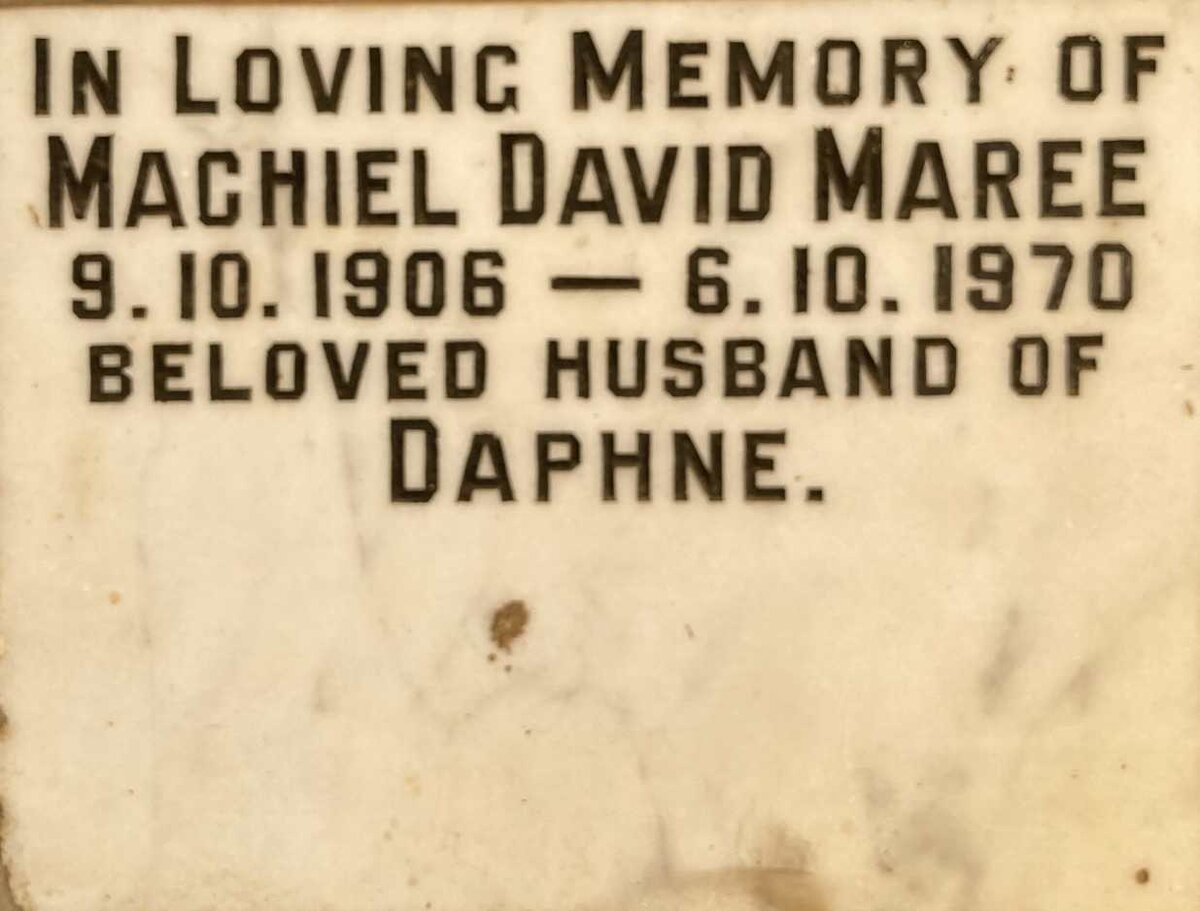 In Loving Memory of
Machiel David Maree
9.10.1906 — 6.10.1970
BELOVED HUSBAND OF
Daphne.